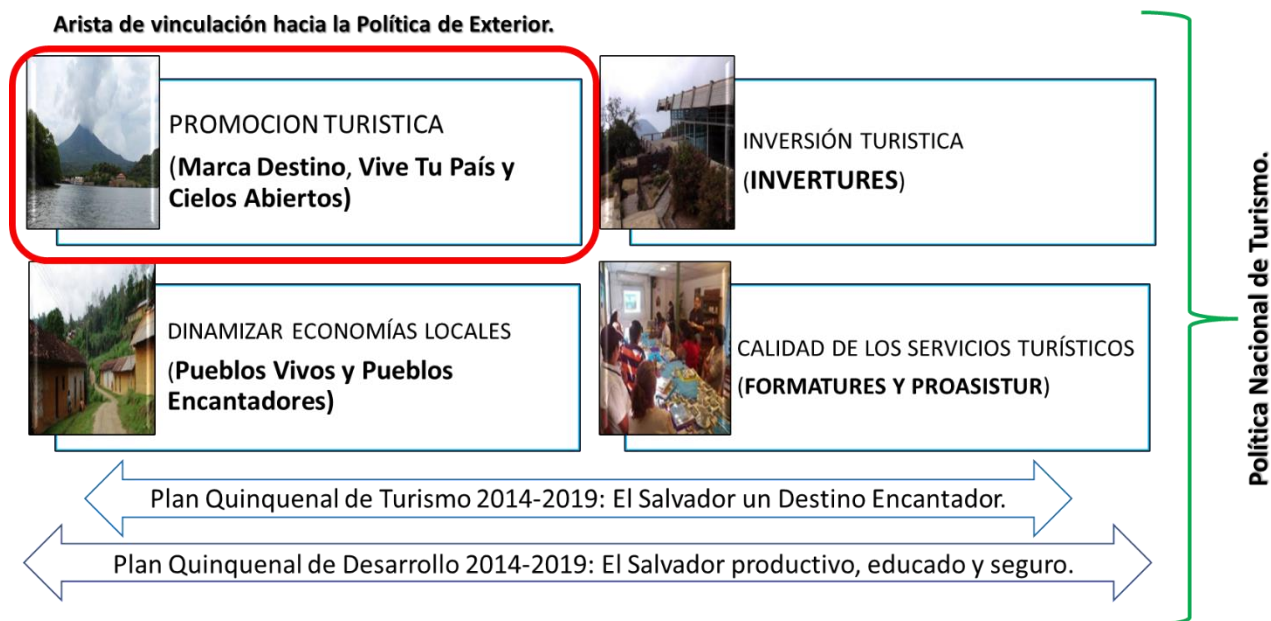 Arista de vinculación hacia la Política de Exterior.
PROMOCION TURISTICA
(Marca Destino, Vive Tu País y
Cielos Abiertos)
INVERSIÓN TURISTICA
(INVERTURES)
DINAMIZAR ECONOMÍAS LOCALES
(Pueblos Vivos y Pueblos
Encantadores)
CALIDAD DE LOS SERVICIOS TURÍSTICOS
(FORMATURES Y PROASISTUR)
Plan Quinquenal de Turismo 2014-2019: El Salvador un Destino Encantador.
Plan Quinquenal de Desarrollo 2014-2019: El Salvador productivo, educado y seguro.
Política Nacional de Turismo.